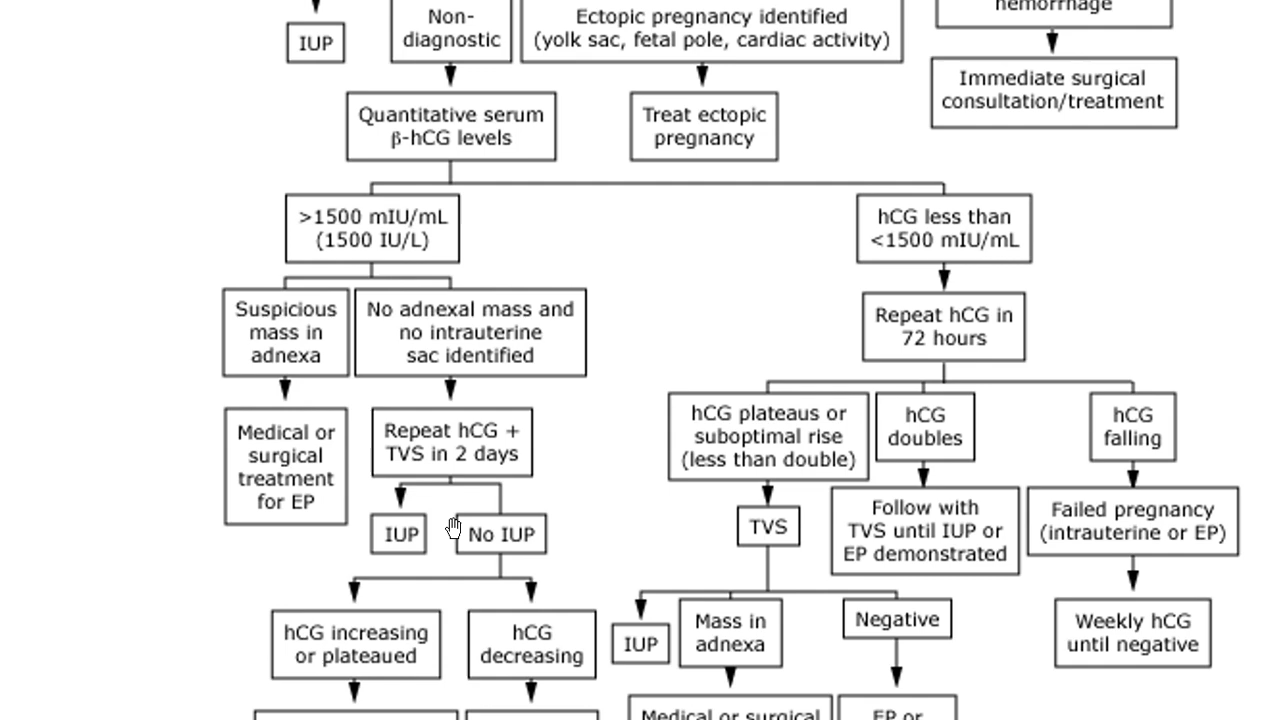 hemorrhage
Non-
diagnostic
Ectopic pregnancy identified
(yolk sac, fetal pole, cardiac activity)
IUP
Immediate surgical
consultation/treatment
Quantitative serum
β-hCG levels
Treat ectopic
pregnancy
>1500 mIU/mL
(1500 IU/L)
hCG less than
<1500 mIU/mL
Suspicious
mass in
adnexa
No adnexal mass and
no intrauterine
sac identified
Repeat hCG in
72 hours
Medical or
surgical
treatment
for EP
Repeat hCG +
TVS in 2 days
hCG plateaus or
suboptimal rise
(less than double)
hCG
doubles
hCG
falling
IUP
No IUP
TVS
Follow with
TVS until IUP or
EP demonstrated
Failed pregnancy
(intrauterine or EP)
hCG increasing
or plateaued
hCG
decreasing
IUP
Mass in
adnexa
Negative
Weekly hCG
until negative
Medical or surgical
EP or